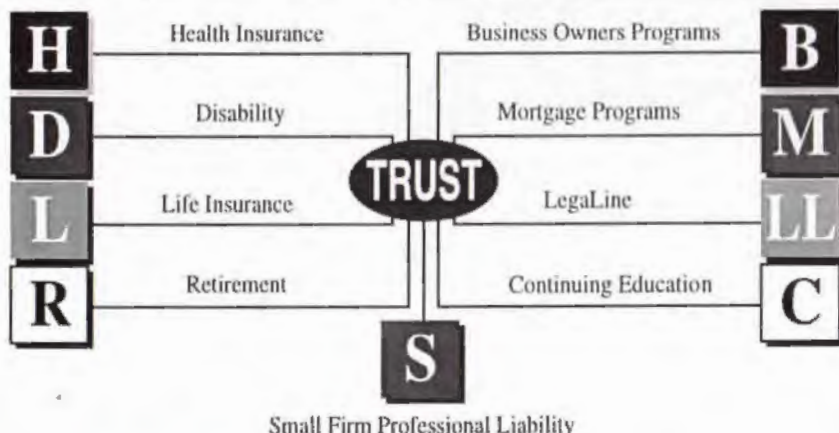 H Health Insurance Business Owners Programs B
D Disability Mortgage Programs M
TRUST
L Life Insurance LegaLine LL
R Retirement Continuing Education C
S
Small Firm Professional Liability